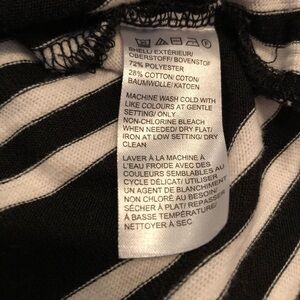 SHELL/ EXTÉRIEUR/
OBERSTOFF/ BOVENSTOF
72% POLYESTER
28% COTTON/ COTON
BAUMWOLLE/ KATOEN
MACHINE WASH COLD WITH
LIKE COLOURS AT GENTLE
SETTING/ ONLY
NON-CHLORINE BLEACH
WHEN NEEDED/ DRY FLAT/
IRON AT LOW SETTING/ DRY
CLEAN
LAVER À LA MACHINE À
L'EAU FROIDE AVEC DES
COULEURS SEMBLABLES AU
CYCLE DÉLICAT/ UTILISER
UN AGENT DE BLANCHIMENT
NON CHLORÉ AU BESOIN/
SÉCHER À PLAT/ REPASSER
À BASSE TEMPÉRATURE/
NETTOYER À SEC